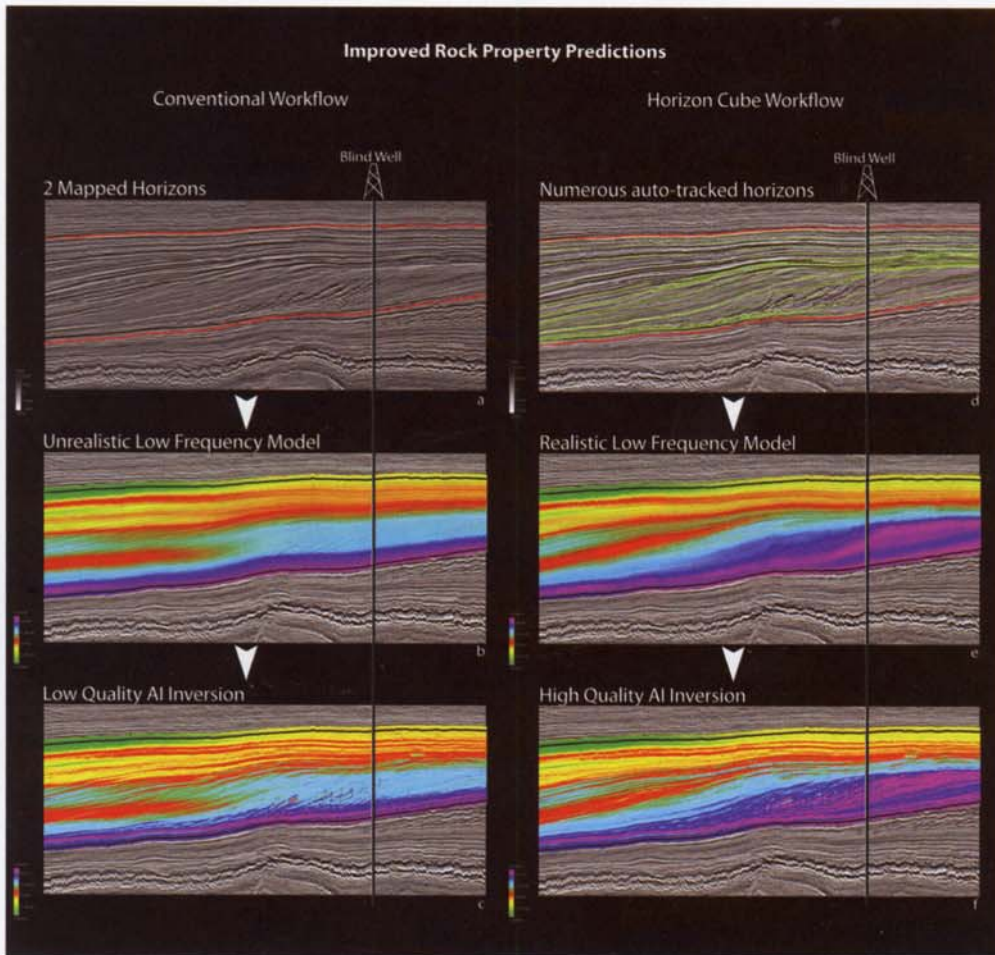 Improved Rock Property Predictions
Conventional Workflow
Horizon Cube Workflow
Blind Well
Blind Well
2 Mapped Horizons
Numerous auto-tracked horizons
a
d
Unrealistic Low Frequency Model
Realistic Low Frequency Model
b
e
Low Quality AI Inversion
High Quality AI Inversion
c
f